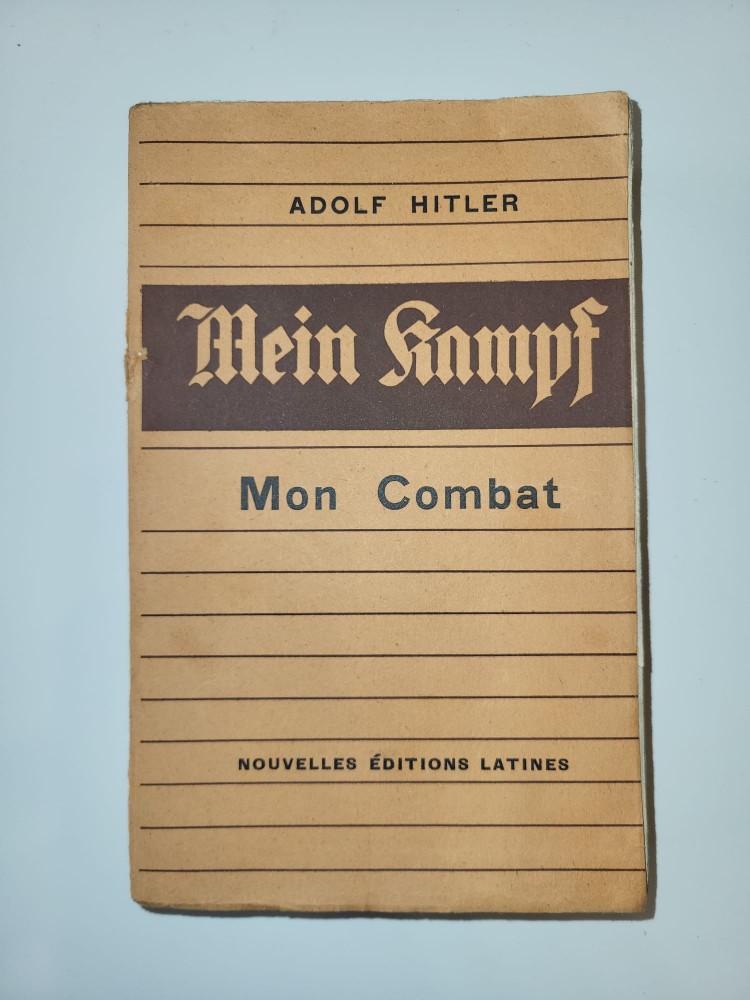 ADOLF HITLER
Mein Kampf
Mon Combat
NOUVELLES ÉDITIONS LATINES